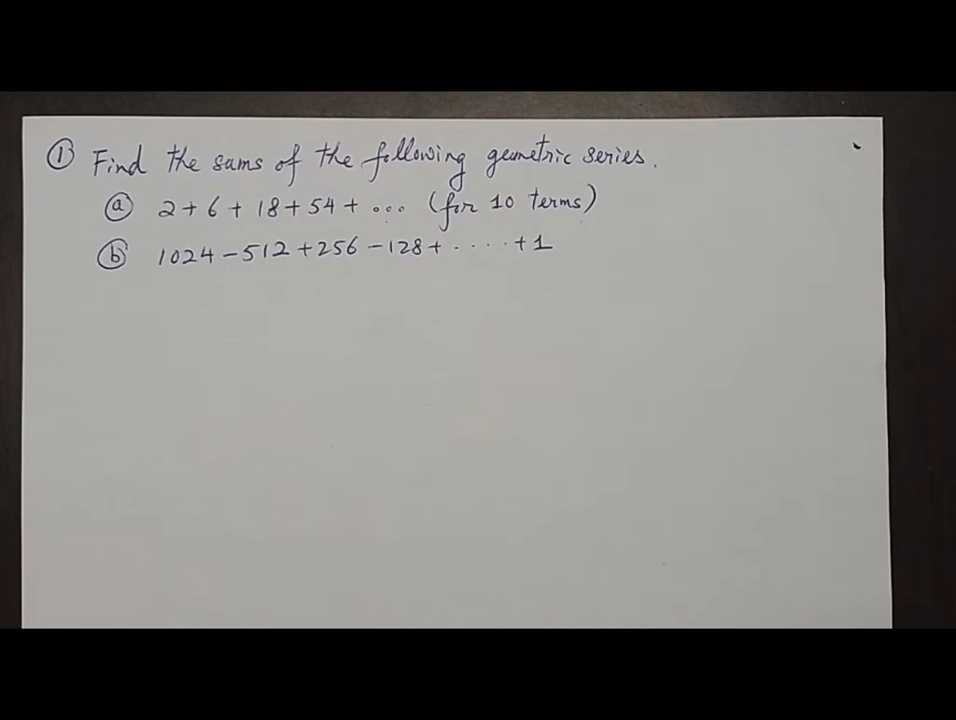 ① Find the sums of the following geometric series.
ⓐ 2+6+18+54+... (for 10 terms)
ⓑ 1024-512+256-128+.....+1